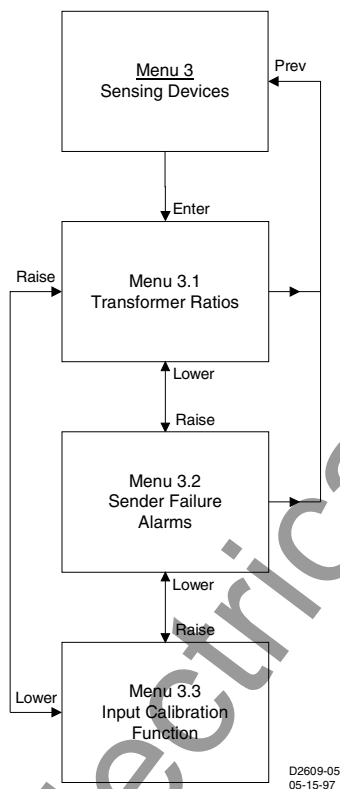 Menu 3
Sensing Devices
Prev
Enter
Raise
Menu 3.1
Transformer Ratios
Lower
Raise
Menu 3.2
Sender Failure
Alarms
Lower
Raise
Menu 3.3
Input Calibration
Function
Lower
D2609-05
05-15-97